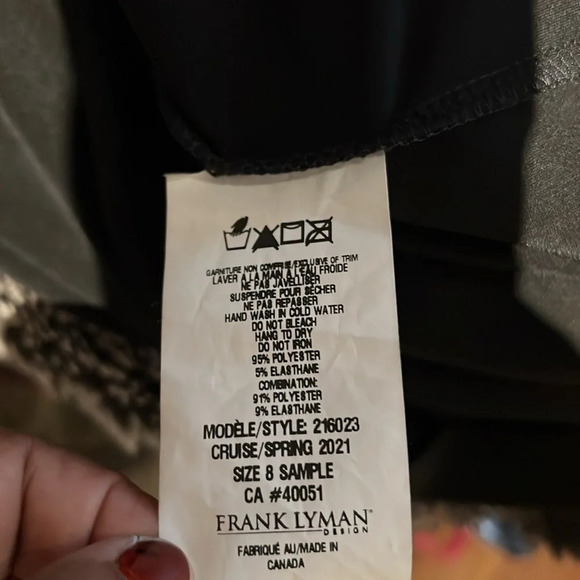 GARNITURE NON COMPRISE/EXCLUSIVE OF TRIM
LAVER A LA MAIN A L'EAU FROIDE
NE PAS JAVELLISER
SUSPENDRE POUR SÉCHER
NE PAS REPASSER
HAND WASH IN COLD WATER
DO NOT BLEACH
HANG TO DRY
DO NOT IRON
95% POLYESTER
5% ELASTHANE
COMBINATION:
91% POLYESTER
9% ELASTHANE
MODÈLE/STYLE: 216023
CRUISE/SPRING 2021
SIZE 8 SAMPLE
CA #40051
FRANK LYMAN
DESIGN
FABRIQUÉ AU/MADE IN
CANADA